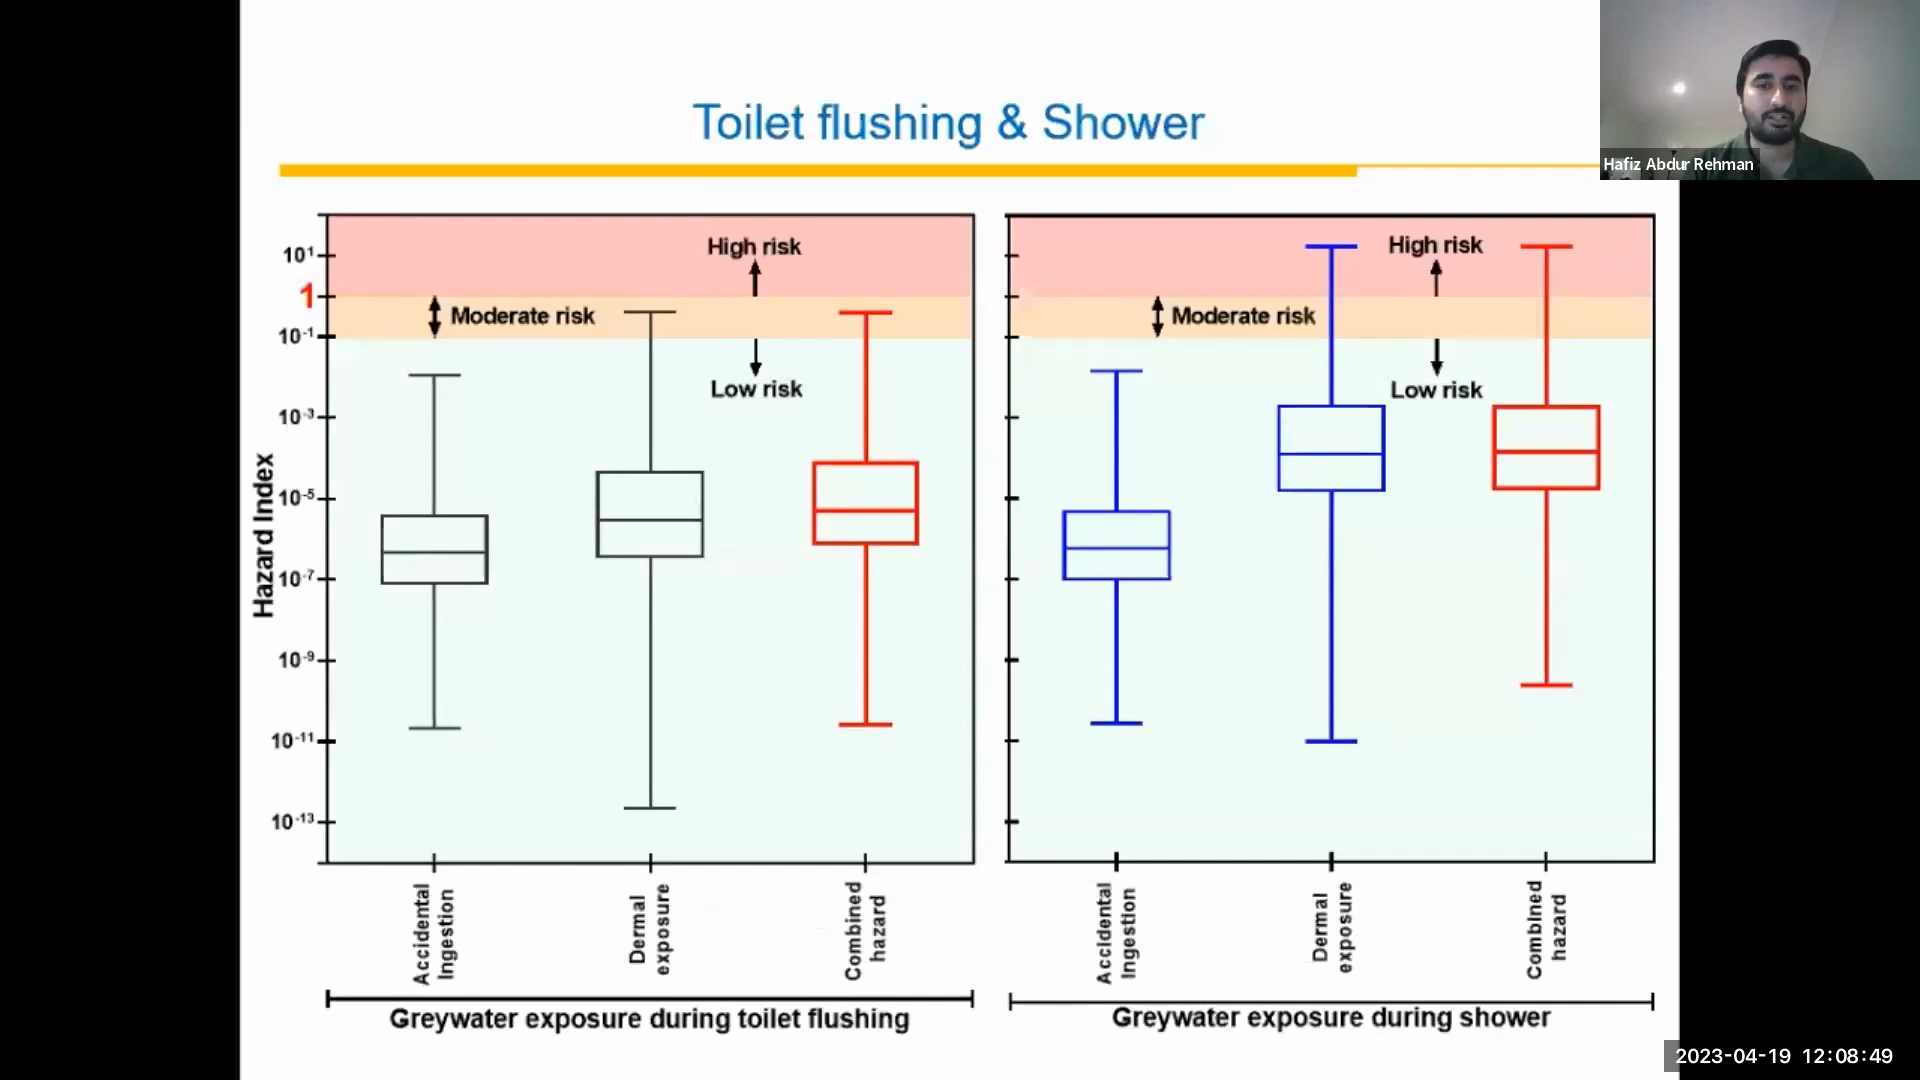 Toilet flushing & Shower
Hafiz Abdur Rehman
Hazard Index
10¹
1
10⁻¹
10⁻³
10⁻⁵
10⁻⁷
10⁻⁹
10⁻¹¹
10⁻¹³
High risk
Moderate risk
Low risk
Accidental
Ingestion
Dermal
exposure
Combined
hazard
Greywater exposure during toilet flushing
High risk
Moderate risk
Low risk
Accidental
Ingestion
Dermal
exposure
Combined
hazard
Greywater exposure during shower
2023-04-19 12:08:49